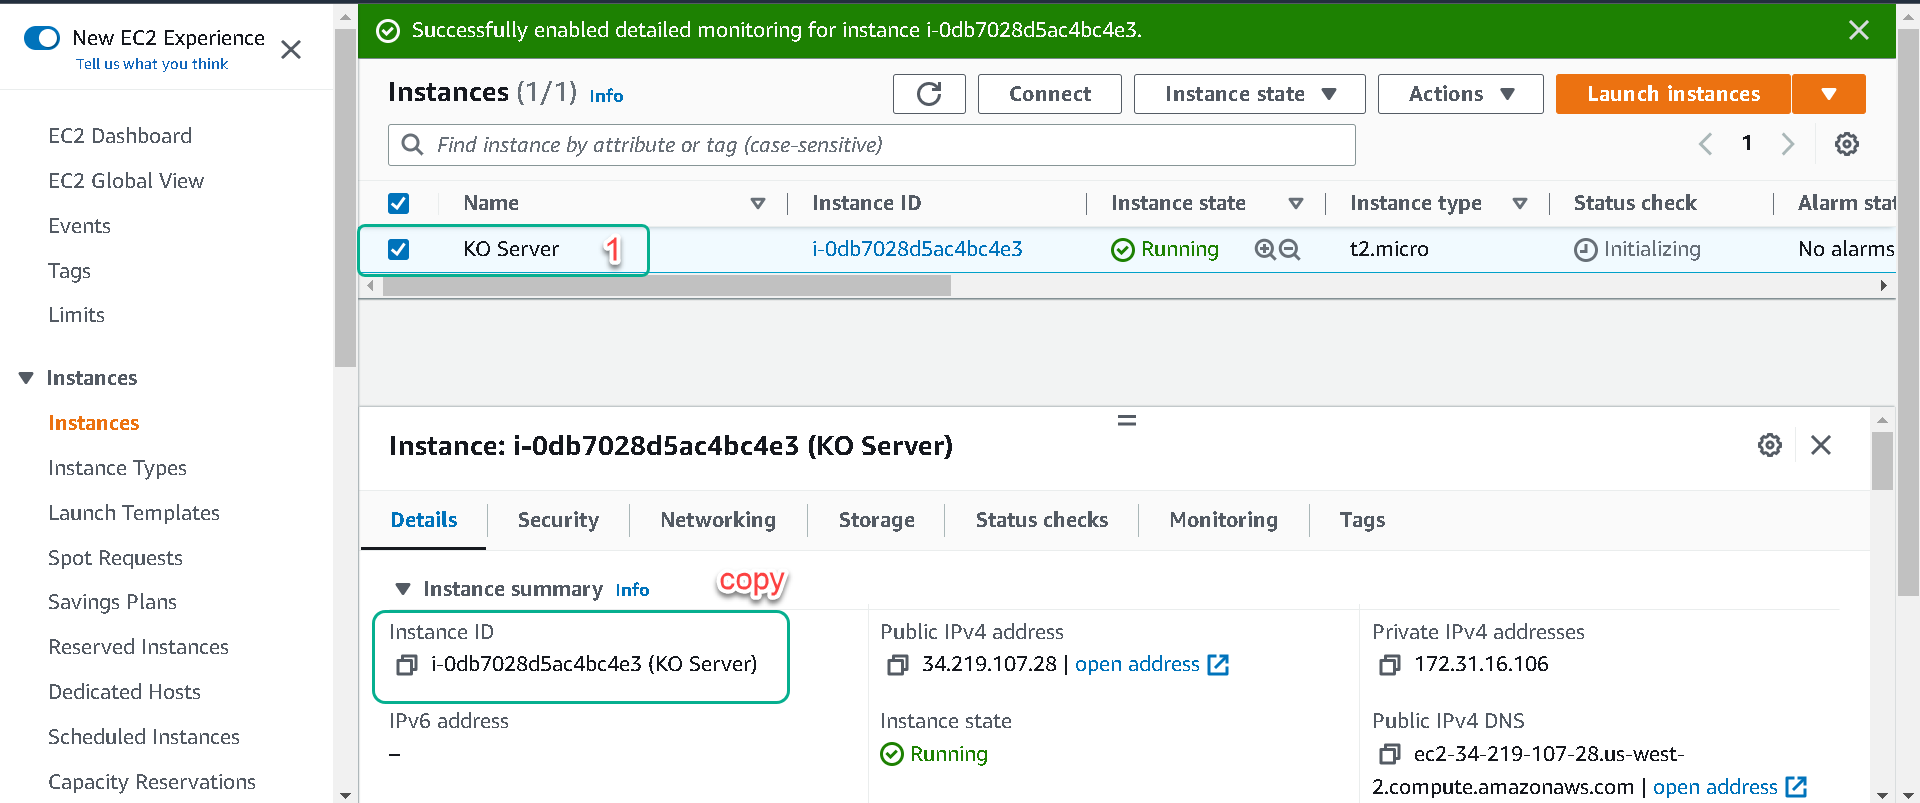 New EC2 Experience
Tell us what you think
EC2 Dashboard
EC2 Global View
Events
Tags
Limits
Instances
Instances
Instance Types
Launch Templates
Spot Requests
Savings Plans
Reserved Instances
Dedicated Hosts
Scheduled Instances
Capacity Reservations
Successfully enabled detailed monitoring for instance i-0db7028d5ac4bc4e3.
Instances (1/1) Info
Connect Instance state Actions Launch instances
Find instance by attribute or tag (case-sensitive)
1
Name Instance ID Instance state Instance type Status check Alarm stat
KO Server 1 i-0db7028d5ac4bc4e3 Running t2.micro Initializing No alarms
Instance: i-0db7028d5ac4bc4e3 (KO Server)
Details Security Networking Storage Status checks Monitoring Tags
Instance summary Info copy
Instance ID Public IPv4 address Private IPv4 addresses
i-0db7028d5ac4bc4e3 (KO Server) 34.219.107.28 | open address 172.31.16.106
IPv6 address Instance state Public IPv4 DNS
– Running ec2-34-219-107-28.us-west-
2.compute.amazonaws.com | open address